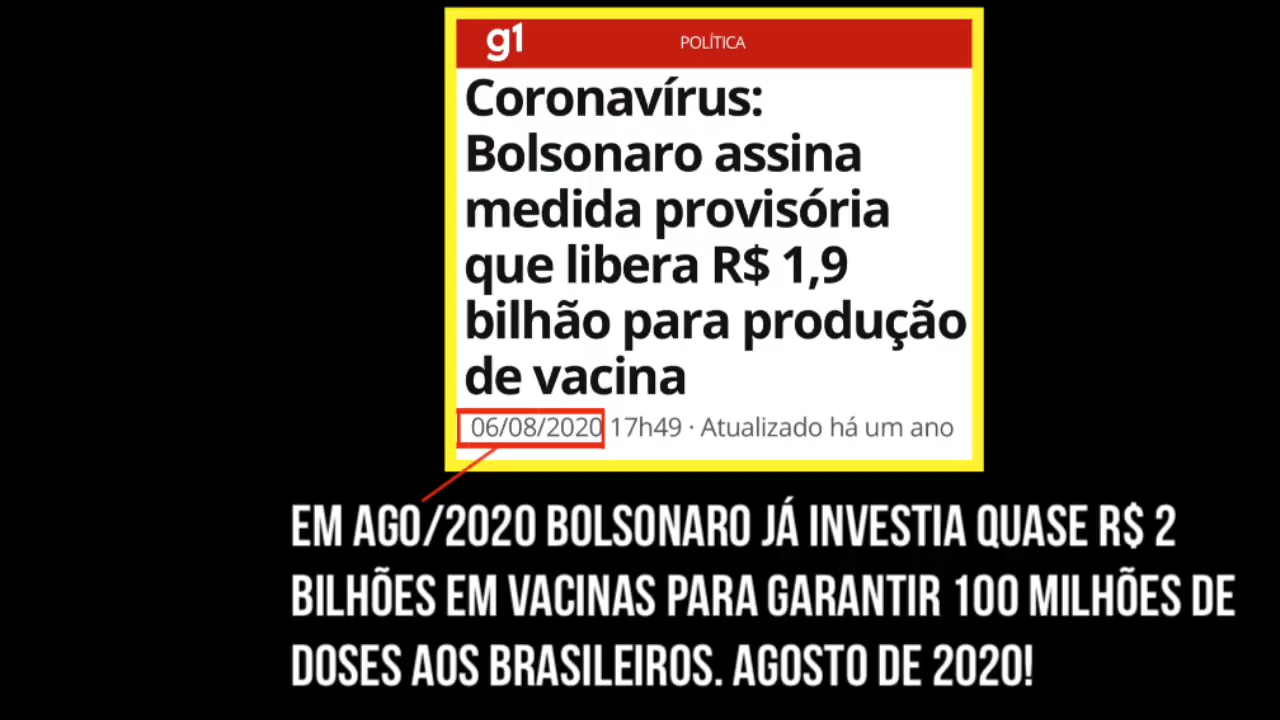 g1 POLÍTICA
Coronavírus:
Bolsonaro assina
medida provisória
que libera R$ 1,9
bilhão para produção
de vacina
06/08/2020 17h49 · Atualizado há um ano
EM AGO/2020 BOLSONARO JÁ INVESTIA QUASE R$ 2
BILHÕES EM VACINAS PARA GARANTIR 100 MILHÕES DE
DOSES AOS BRASILEIROS. AGOSTO DE 2020!